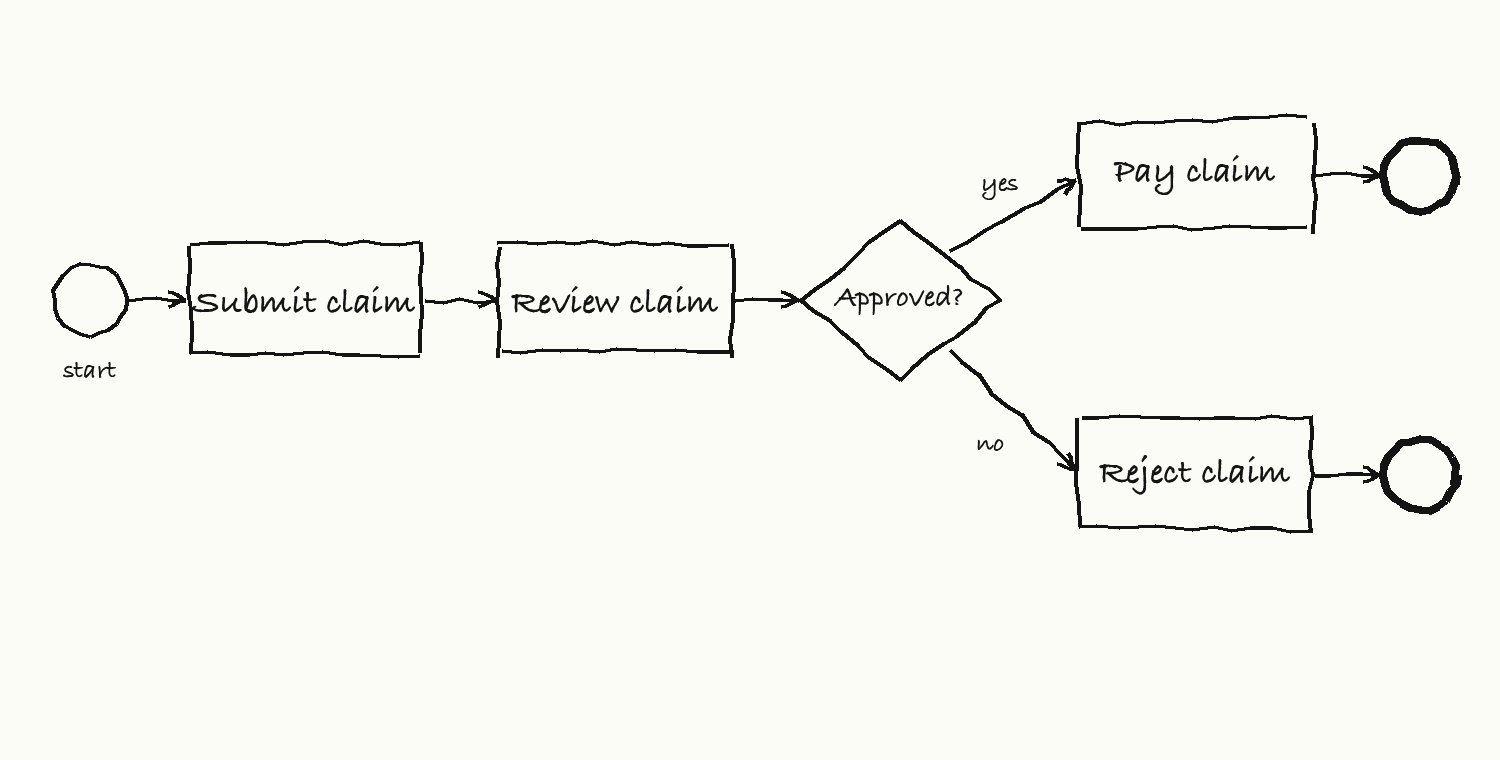 start
Submit claim
Review claim
Approved?
yes
Pay claim
no
Reject claim